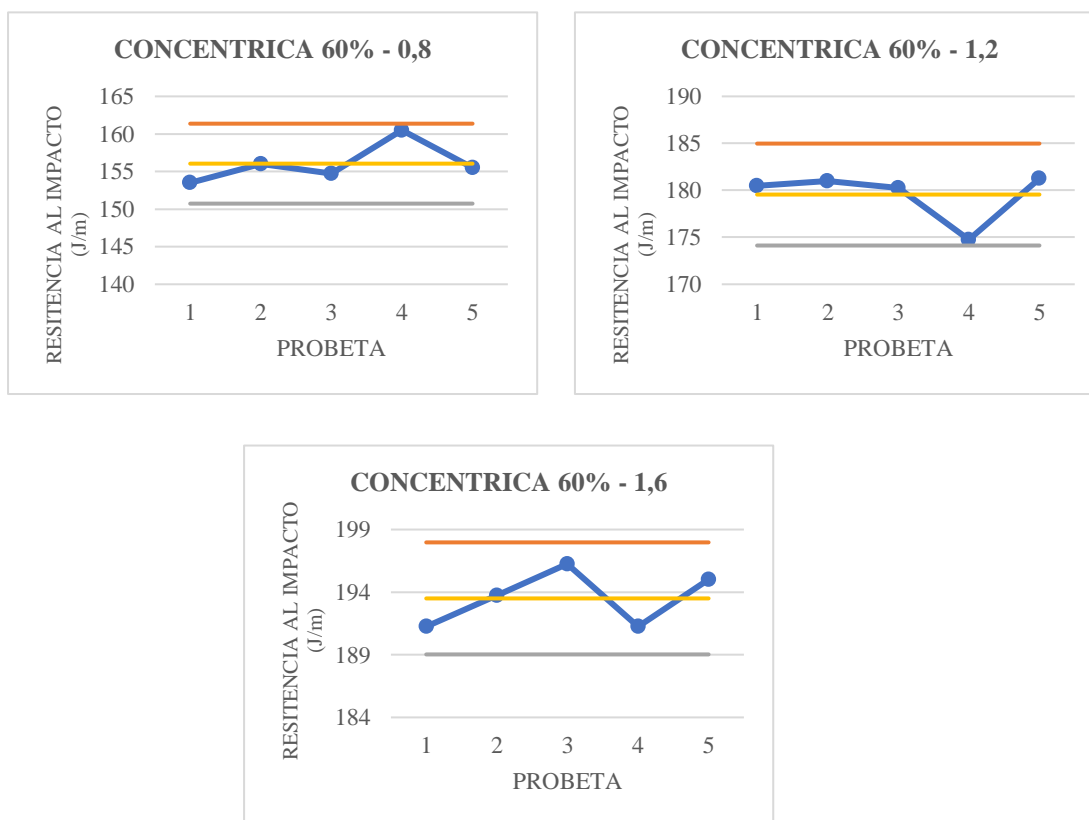 CONCENTRICA 60% - 0,8
RESITENCIA AL IMPACTO
(J/m)
165
160
155
150
145
140
1 2 3 4 5
PROBETA
CONCENTRICA 60% - 1,2
RESITENCIA AL IMPACTO
(J/m)
190
185
180
175
170
1 2 3 4 5
PROBETA
CONCENTRICA 60% - 1,6
RESITENCIA AL IMPACTO
(J/m)
199
194
189
184
1 2 3 4 5
PROBETA